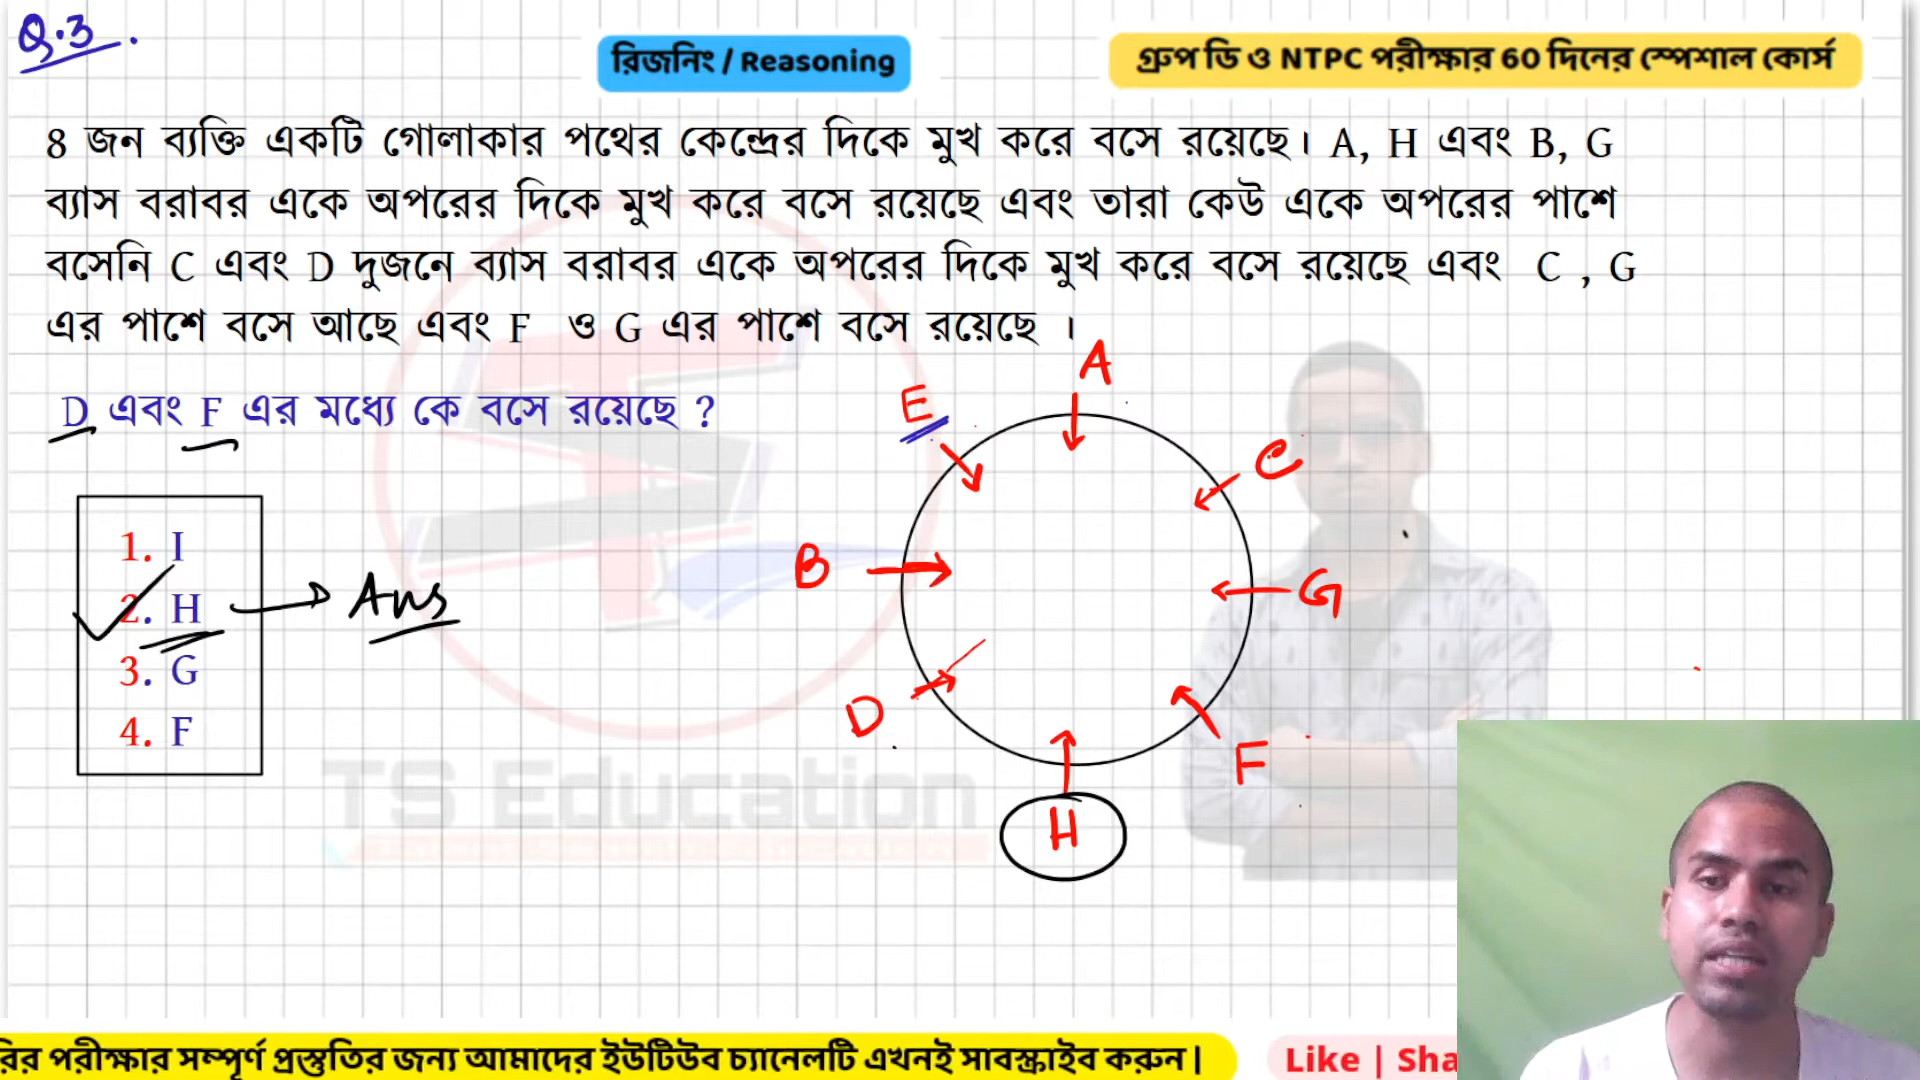 Q.3.
রিজনিং / Reasoning
গ্রুপ ডি ও NTPC পরীক্ষার 60 দিনের স্পেশাল কোর্স
8 জন ব্যক্তি একটি গোলাকার পথের কেন্দ্রের দিকে মুখ করে বসে রয়েছে। A, H এবং B, G
ব্যাস বরাবর একে অপরের দিকে মুখ করে বসে রয়েছে এবং তারা কেউ একে অপরের পাশে
বসেনি C এবং D দুজনে ব্যাস বরাবর একে অপরের দিকে মুখ করে বসে রয়েছে এবং C , G
এর পাশে বসে আছে এবং F ও G এর পাশে বসে রয়েছে ।
D এবং F এর মধ্যে কে বসে রয়েছে ?
1. I
2. H → Ans
3. G
4. F
A
E
C
B
G
D
F
H
TS Education
রির পরীক্ষার সম্পূর্ণ প্রস্তুতির জন্য আমাদের ইউটিউব চ্যানেলটি এখনই সাবস্ক্রাইব করুন |
Like | Sha